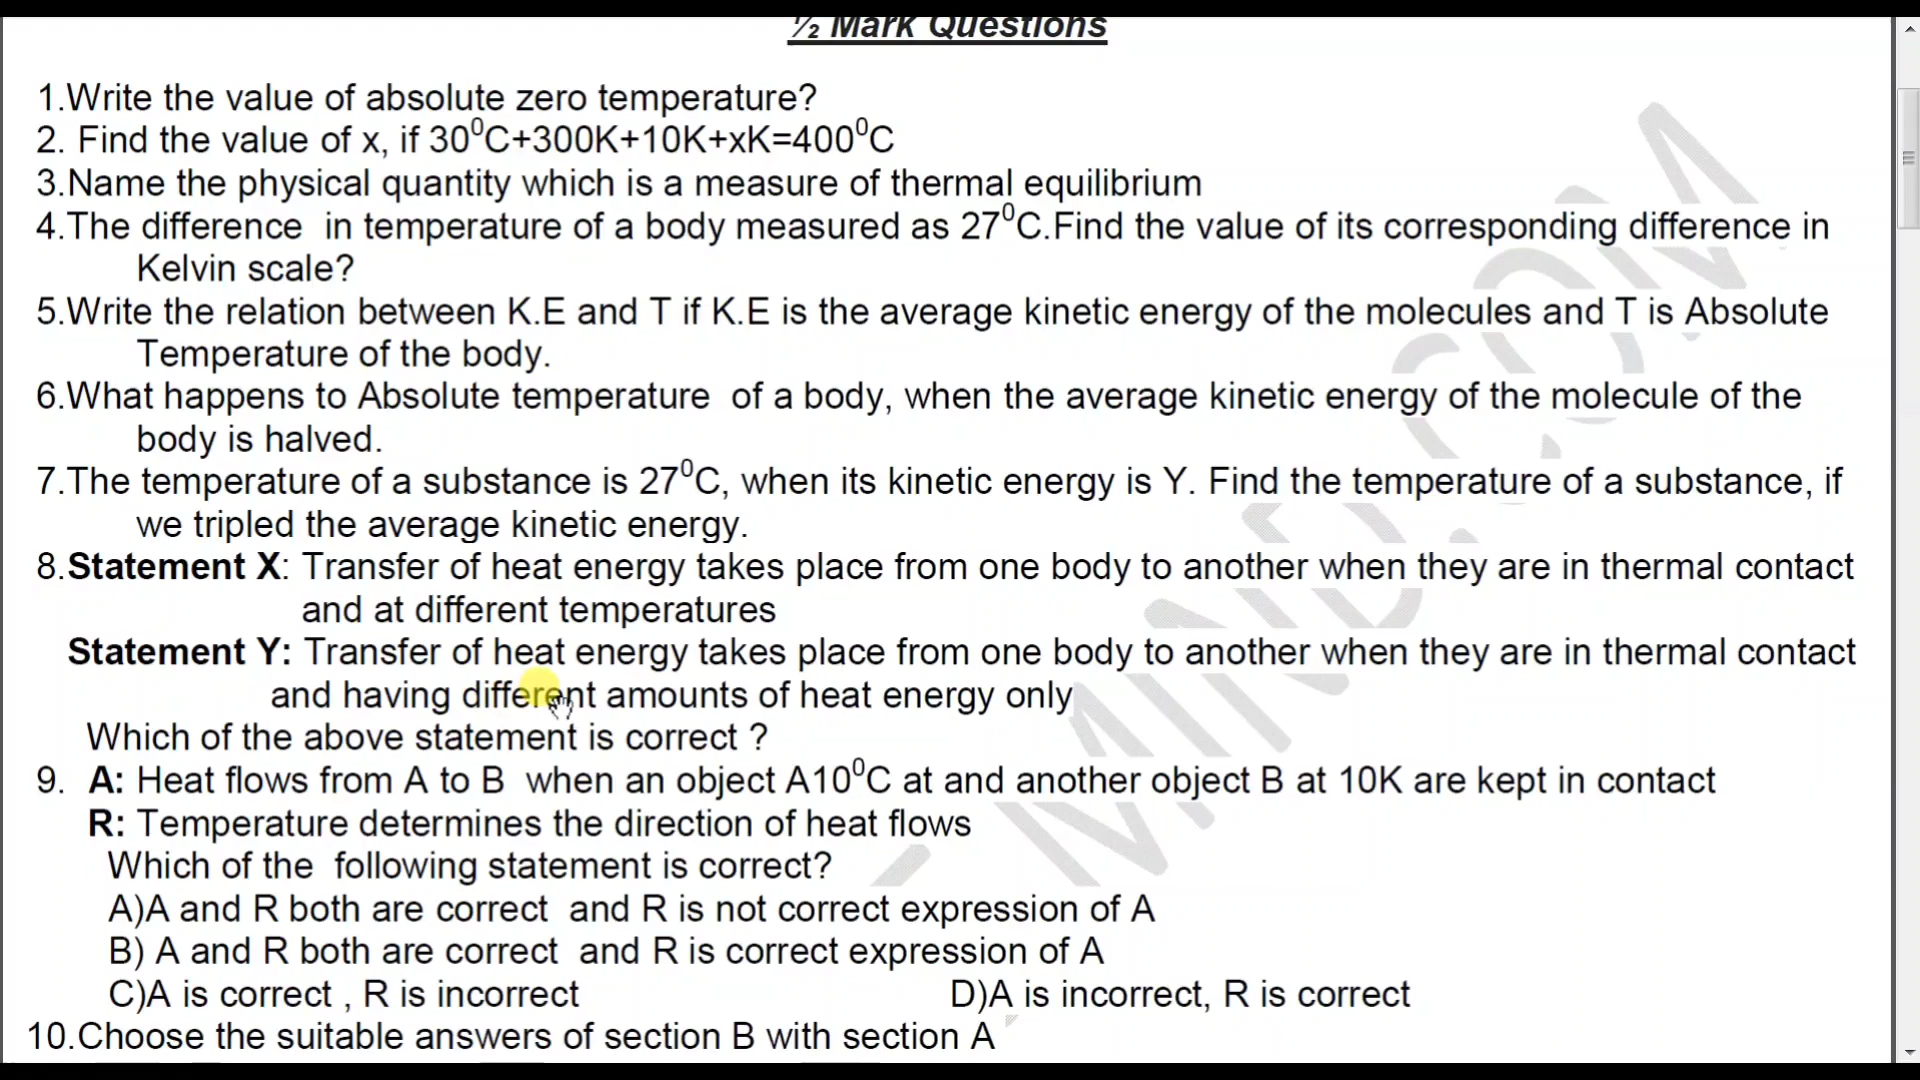 ½ Mark Questions
1.Write the value of absolute zero temperature?
2. Find the value of x, if 30⁰C+300K+10K+xK=400⁰C
3.Name the physical quantity which is a measure of thermal equilibrium
4.The difference in temperature of a body measured as 27⁰C.Find the value of its corresponding difference in
Kelvin scale?
5.Write the relation between K.E and T if K.E is the average kinetic energy of the molecules and T is Absolute
Temperature of the body.
6.What happens to Absolute temperature of a body, when the average kinetic energy of the molecule of the
body is halved.
7.The temperature of a substance is 27⁰C, when its kinetic energy is Y. Find the temperature of a substance, if
we tripled the average kinetic energy.
8.Statement X: Transfer of heat energy takes place from one body to another when they are in thermal contact
and at different temperatures
Statement Y: Transfer of heat energy takes place from one body to another when they are in thermal contact
and having different amounts of heat energy only
Which of the above statement is correct ?
9. A: Heat flows from A to B when an object A10⁰C at and another object B at 10K are kept in contact
R: Temperature determines the direction of heat flows
Which of the following statement is correct?
A)A and R both are correct and R is not correct expression of A
B) A and R both are correct and R is correct expression of A
C)A is correct , R is incorrect D)A is incorrect, R is correct
10.Choose the suitable answers of section B with section A